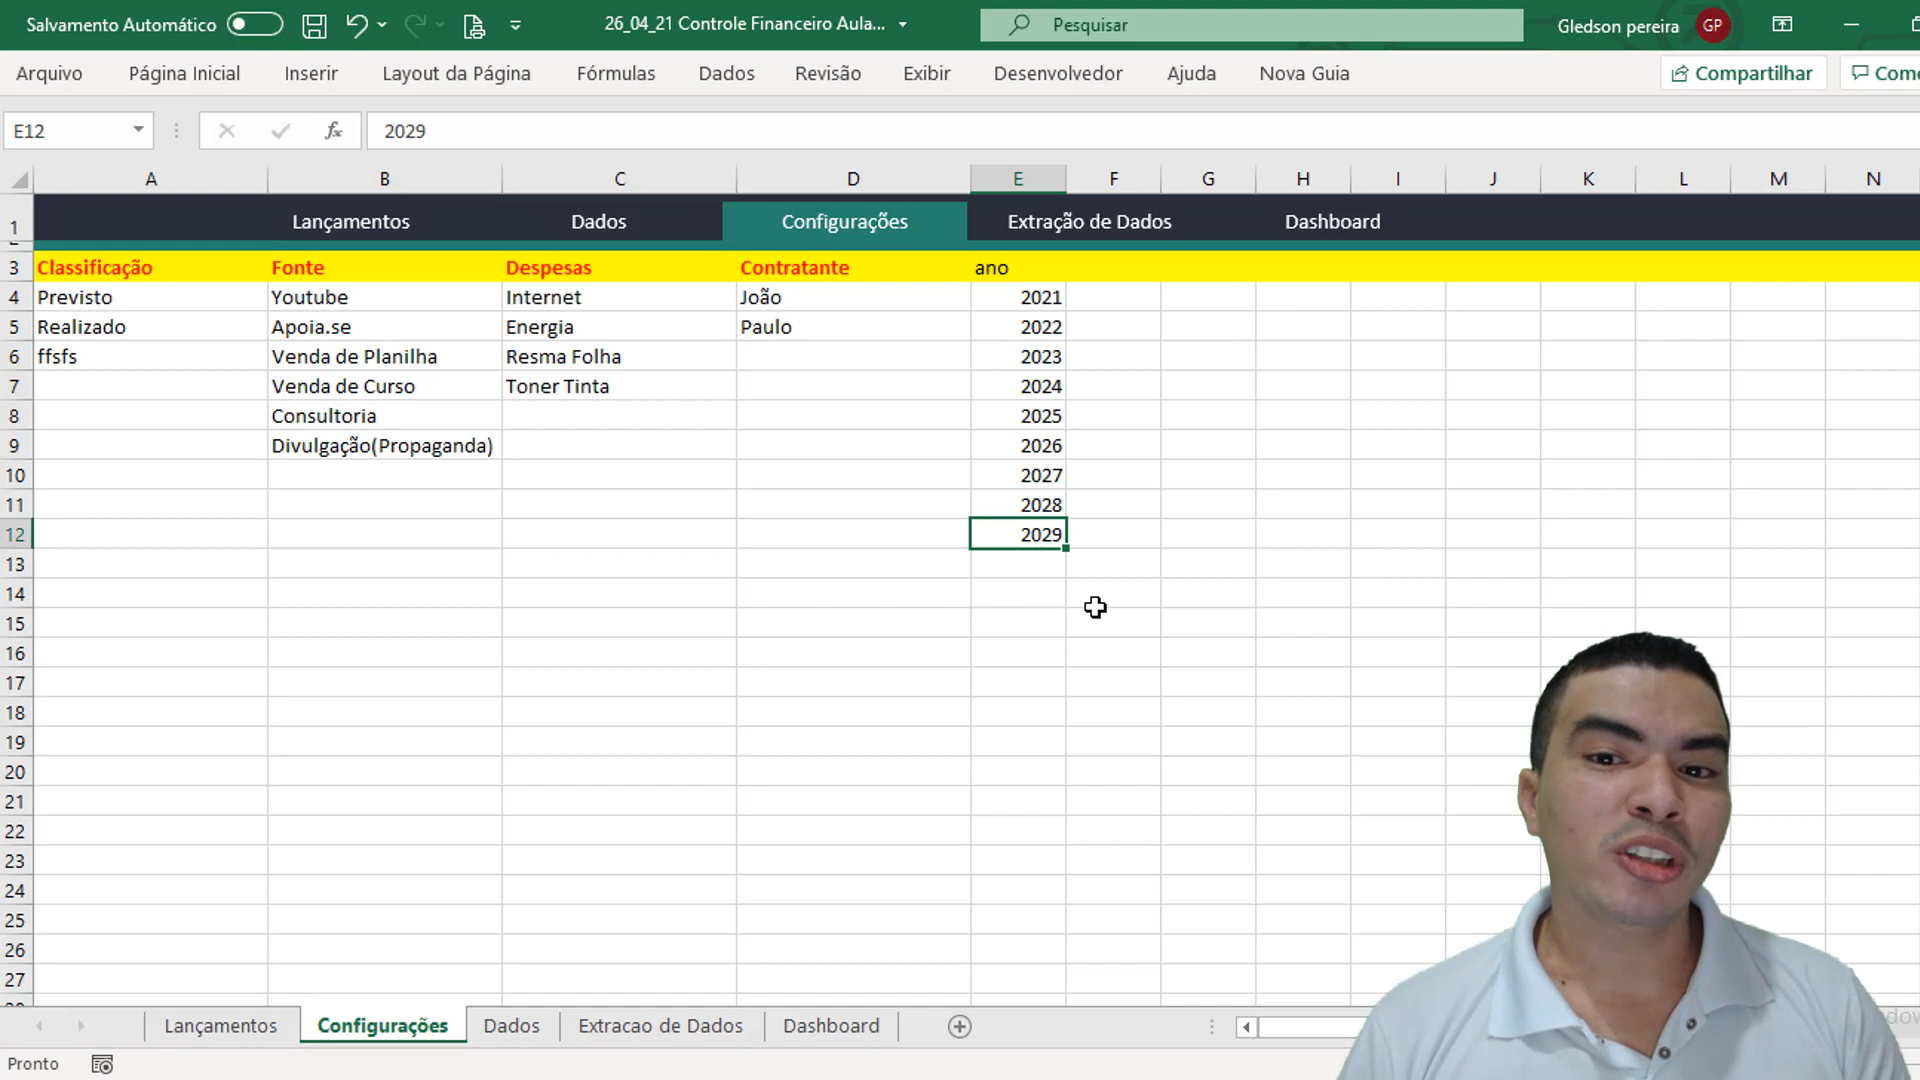 Salvamento Automático
26_04_21 Controle Financeiro Aula...
Pesquisar
Gledson pereira
GP
Arquivo Página Inicial Inserir Layout da Página Fórmulas Dados Revisão Exibir Desenvolvedor Ajuda Nova Guia
Compartilhar
Come
E12
fx
2029
A B C D E F G H I J K L M N
1 Lançamentos Dados Configurações Extração de Dados Dashboard
3 Classificação Fonte Despesas Contratante ano
4 Previsto Youtube Internet João 2021
5 Realizado Apoia.se Energia Paulo 2022
6 ffsfs Venda de Planilha Resma Folha 2023
7 Venda de Curso Toner Tinta 2024
8 Consultoria 2025
9 Divulgação(Propaganda) 2026
10 2027
11 2028
12 2029
13
14
15
16
17
18
19
20
21
22
23
24
25
26
27
Lançamentos Configurações Dados Extracao de Dados Dashboard
Pronto